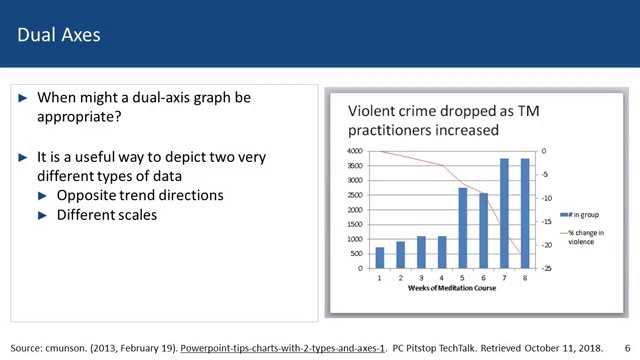 Dual Axes
► When might a dual-axis graph be
appropriate?
► It is a useful way to depict two very
different types of data
► Opposite trend directions
► Different scales
Violent crime dropped as TM
practitioners increased
4000
3500
3000
2500
2000
1500
1000
500
0
0
-5
-10
-15
-20
-25
1 2 3 4 5 6 7 8
Weeks of Meditation Course
# in group
% change in
violence
Source: cmunson. (2013, February 19). Powerpoint-tips-charts-with-2-types-and-axes-1. PC Pitstop TechTalk. Retrieved October 11, 2018. 6